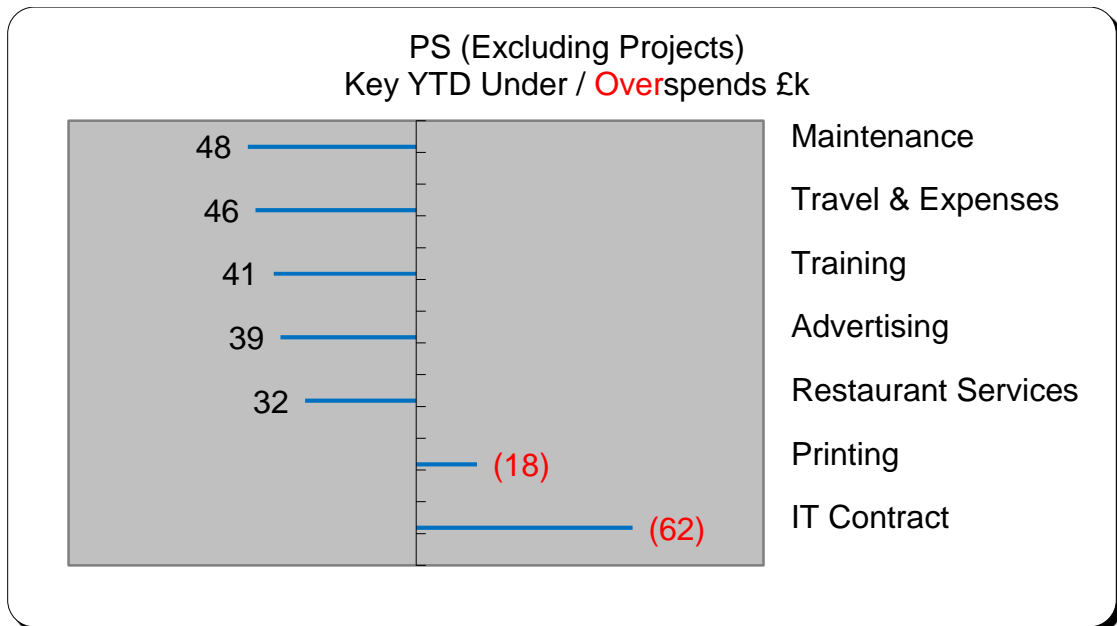 PS (Excluding Projects)
Key YTD Under / Overspends £k
48 Maintenance
46 Travel & Expenses
41 Training
39 Advertising
32 Restaurant Services
(18) Printing
(62) IT Contract